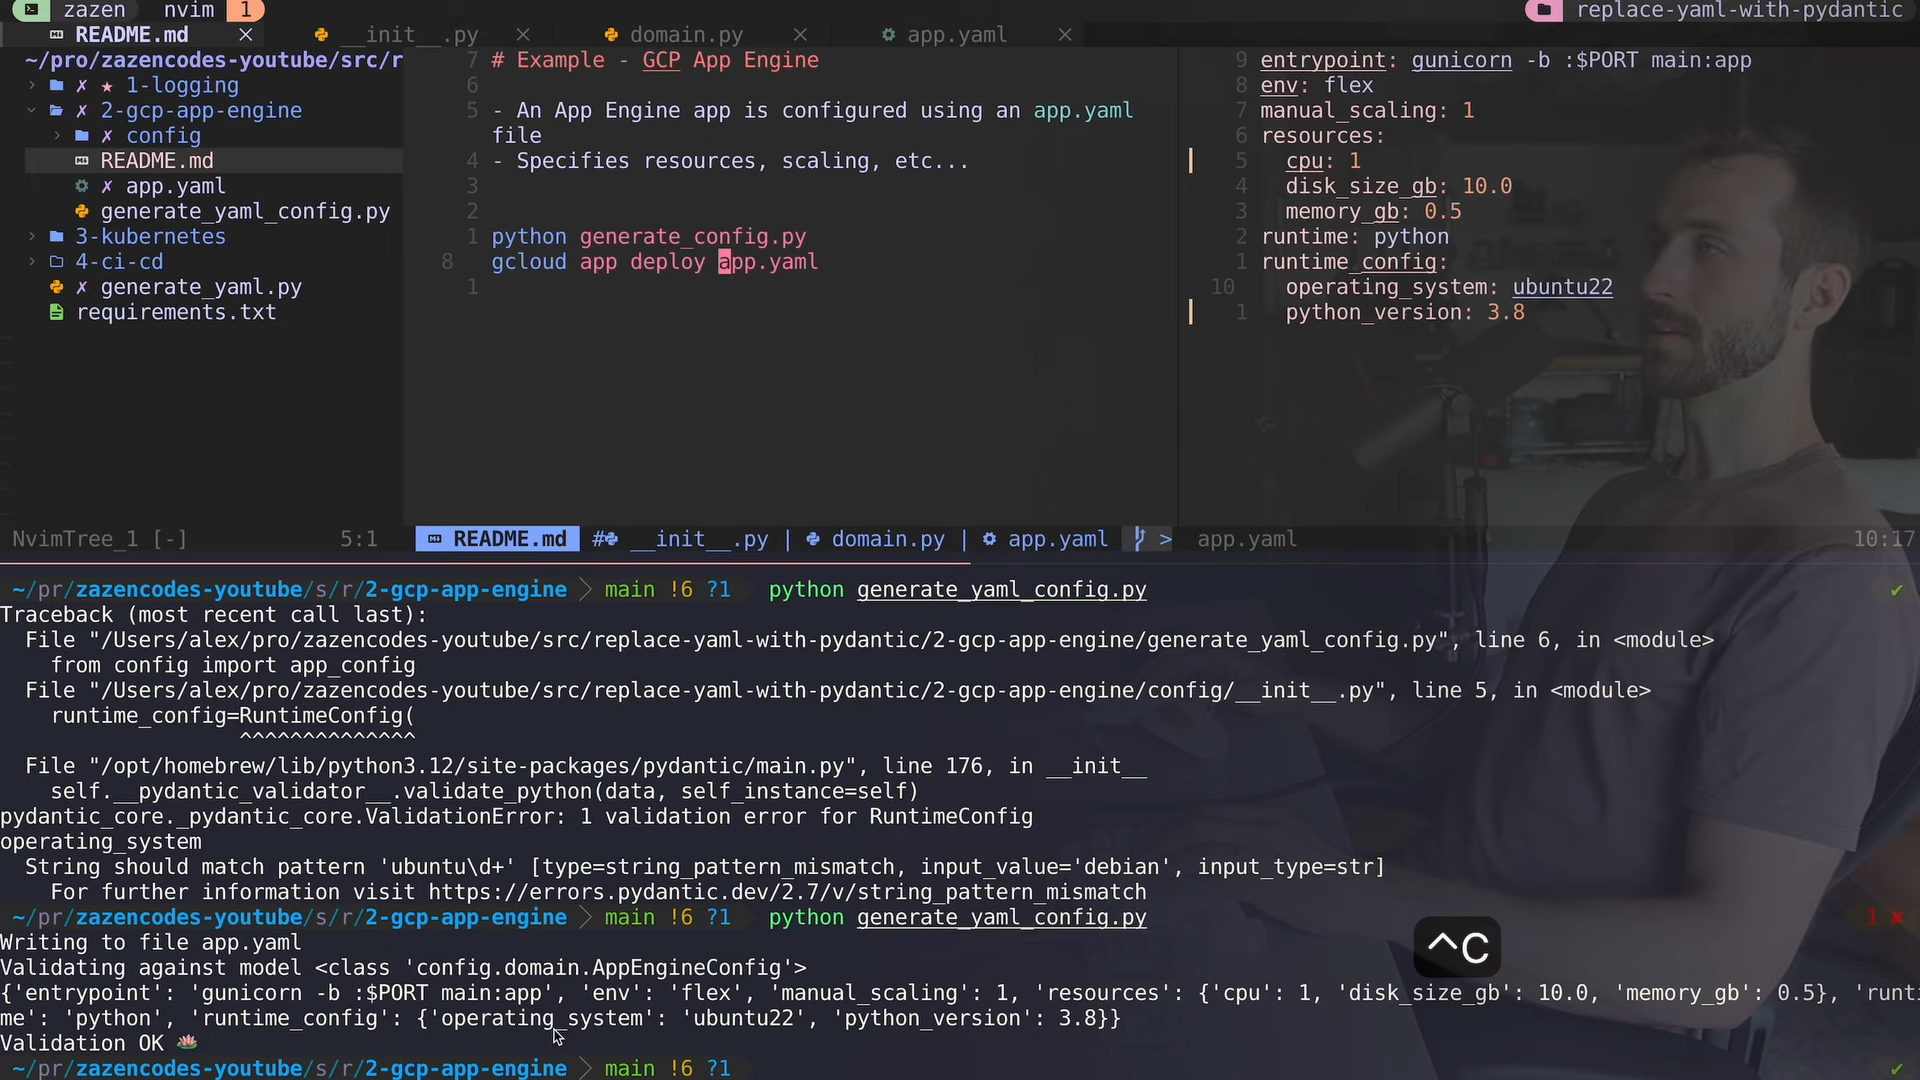 zazen nvim 1 replace-yaml-with-pydantic
README.md __init__.py domain.py app.yaml
~/pro/zazencodes-youtube/src/r
1-logging
2-gcp-app-engine
config
README.md
app.yaml
generate_yaml_config.py
3-kubernetes
4-ci-cd
generate_yaml.py
requirements.txt
7 # Example - GCP App Engine
6
5 - An App Engine app is configured using an app.yaml
file
4 - Specifies resources, scaling, etc...
3
2
1 python generate_config.py
8 gcloud app deploy app.yaml
1
9 entrypoint: gunicorn -b :$PORT main:app
8 env: flex
7 manual_scaling: 1
6 resources:
5 cpu: 1
4 disk_size_gb: 10.0
3 memory_gb: 0.5
2 runtime: python
1 runtime_config:
10 operating_system: ubuntu22
1 python_version: 3.8
NvimTree_1 [-] 5:1 README.md # __init__.py | domain.py | app.yaml > app.yaml 10:17
~/pr/zazencodes-youtube/s/r/2-gcp-app-engine main !6 ?1 python generate_yaml_config.py ✔
Traceback (most recent call last):
File "/Users/alex/pro/zazencodes-youtube/src/replace-yaml-with-pydantic/2-gcp-app-engine/generate_yaml_config.py", line 6, in <module>
from config import app_config
File "/Users/alex/pro/zazencodes-youtube/src/replace-yaml-with-pydantic/2-gcp-app-engine/config/__init__.py", line 5, in <module>
runtime_config=RuntimeConfig(
^^^^^^^^^^^^^^
File "/opt/homebrew/lib/python3.12/site-packages/pydantic/main.py", line 176, in __init__
self.__pydantic_validator__.validate_python(data, self_instance=self)
pydantic_core._pydantic_core.ValidationError: 1 validation error for RuntimeConfig
operating_system
String should match pattern 'ubuntu\d+' [type=string_pattern_mismatch, input_value='debian', input_type=str]
For further information visit https://errors.pydantic.dev/2.7/v/string_pattern_mismatch
~/pr/zazencodes-youtube/s/r/2-gcp-app-engine main !6 ?1 python generate_yaml_config.py 1 ✘
^C
Writing to file app.yaml
Validating against model <class 'config.domain.AppEngineConfig'>
{'entrypoint': 'gunicorn -b :$PORT main:app', 'env': 'flex', 'manual_scaling': 1, 'resources': {'cpu': 1, 'disk_size_gb': 10.0, 'memory_gb': 0.5}, 'runti
me': 'python', 'runtime_config': {'operating_system': 'ubuntu22', 'python_version': 3.8}}
Validation OK 🪷
~/pr/zazencodes-youtube/s/r/2-gcp-app-engine main !6 ?1 ✔